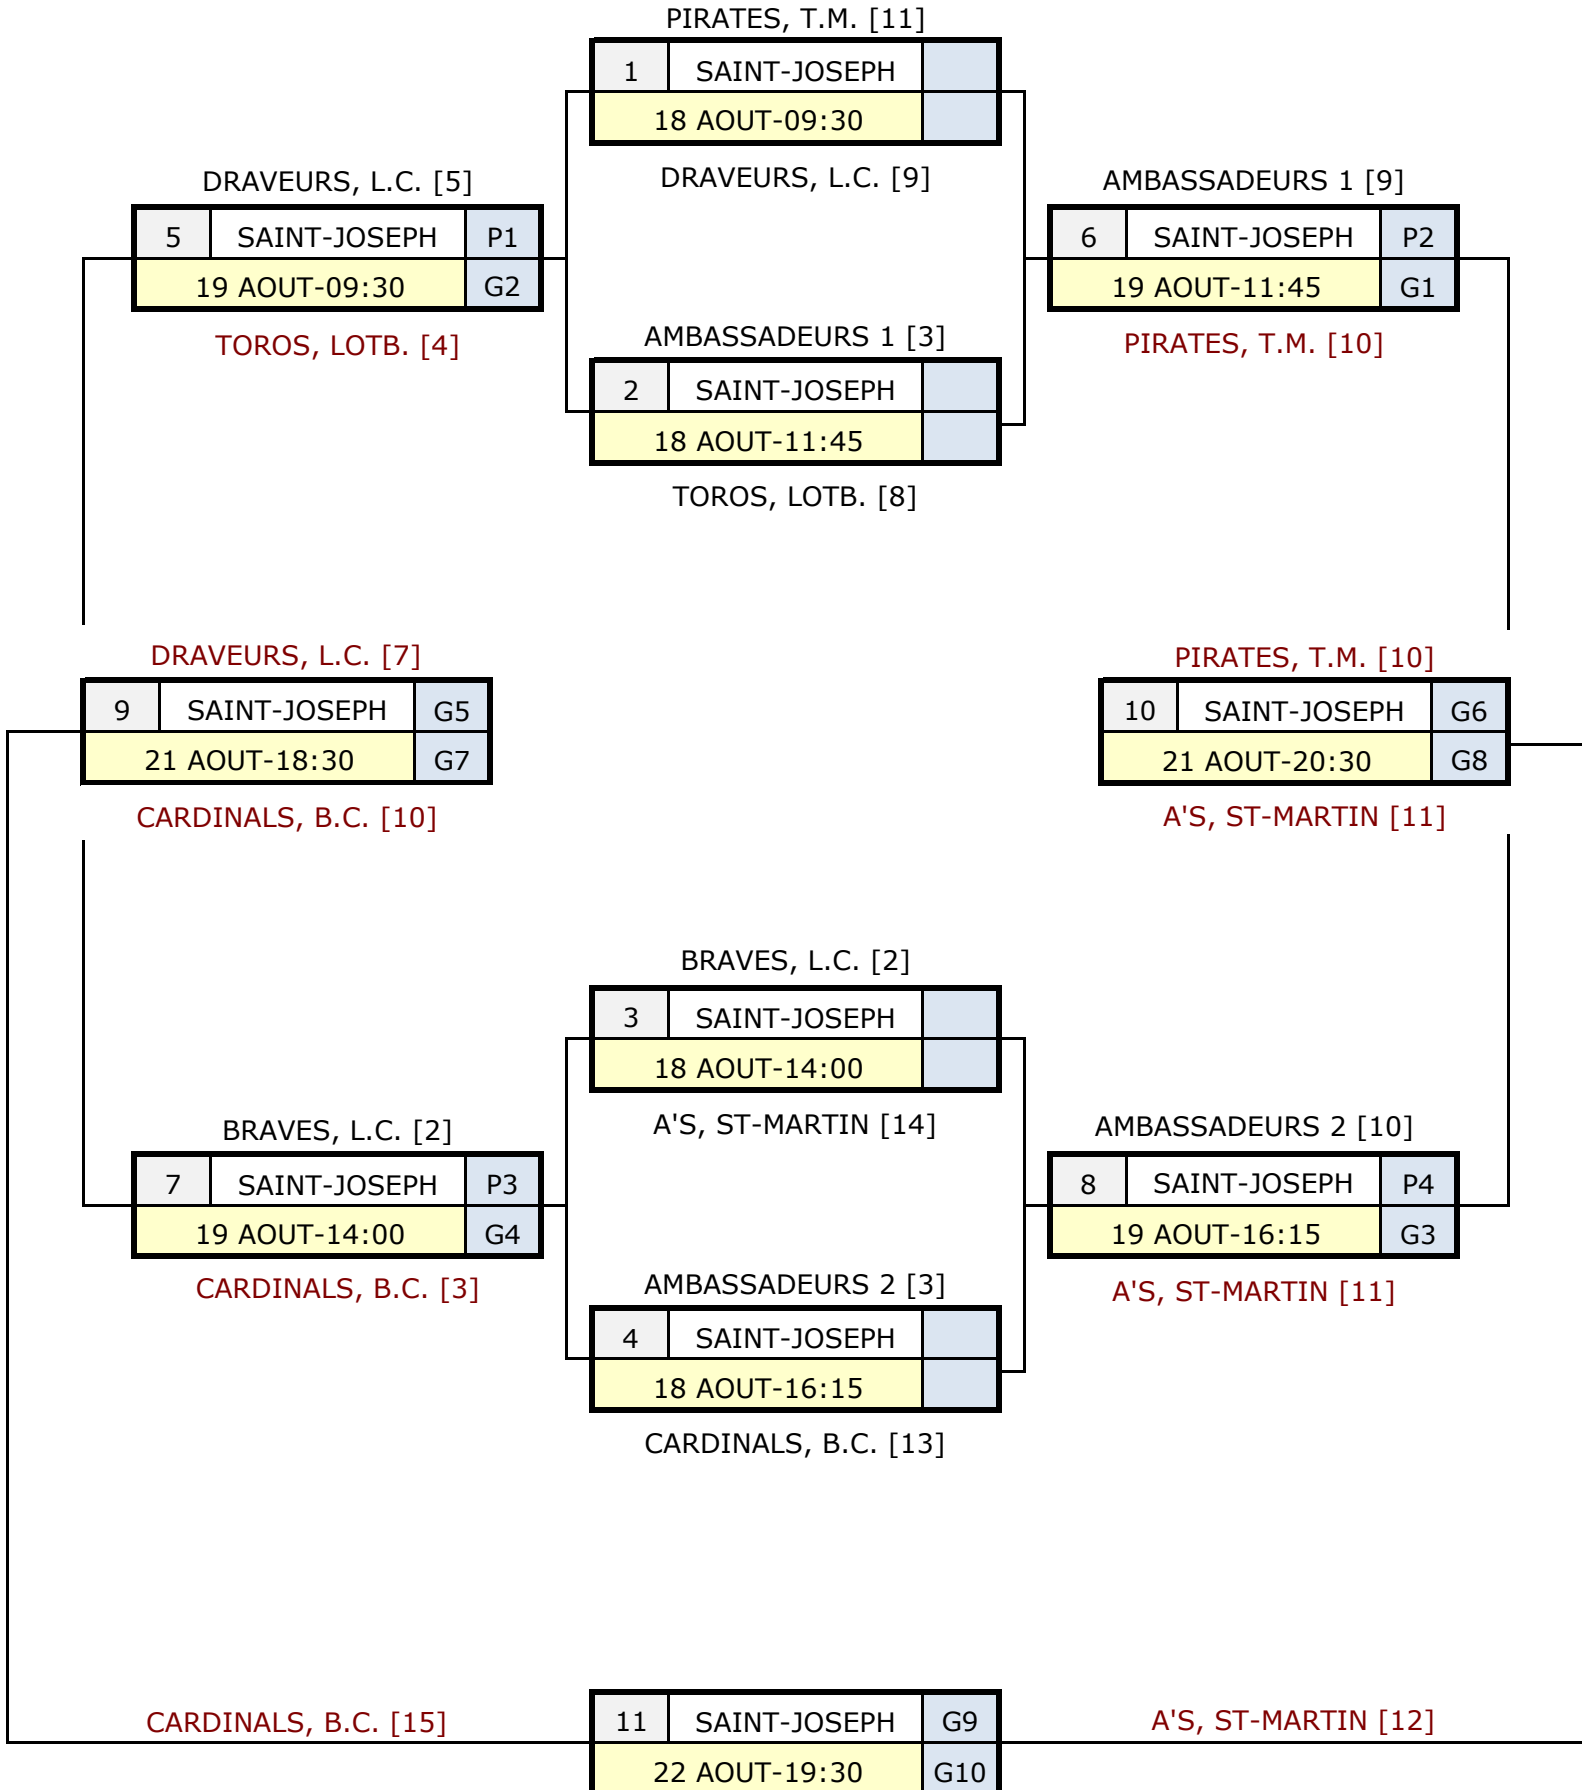 PIRATES, T.M. [11]
1 SAINT-JOSEPH
18 AOUT-09:30
DRAVEURS, L.C. [9]
DRAVEURS, L.C. [5]
5 SAINT-JOSEPH P1
19 AOUT-09:30 G2
TOROS, LOTB. [4]
AMBASSADEURS 1 [9]
6 SAINT-JOSEPH P2
19 AOUT-11:45 G1
PIRATES, T.M. [10]
AMBASSADEURS 1 [3]
2 SAINT-JOSEPH
18 AOUT-11:45
TOROS, LOTB. [8]
DRAVEURS, L.C. [7]
9 SAINT-JOSEPH G5
21 AOUT-18:30 G7
CARDINALS, B.C. [10]
PIRATES, T.M. [10]
10 SAINT-JOSEPH G6
21 AOUT-20:30 G8
A'S, ST-MARTIN [11]
BRAVES, L.C. [2]
3 SAINT-JOSEPH
18 AOUT-14:00
A'S, ST-MARTIN [14]
BRAVES, L.C. [2]
7 SAINT-JOSEPH P3
19 AOUT-14:00 G4
CARDINALS, B.C. [3]
AMBASSADEURS 2 [10]
8 SAINT-JOSEPH P4
19 AOUT-16:15 G3
A'S, ST-MARTIN [11]
AMBASSADEURS 2 [3]
4 SAINT-JOSEPH
18 AOUT-16:15
CARDINALS, B.C. [13]
CARDINALS, B.C. [15]
11 SAINT-JOSEPH G9
22 AOUT-19:30 G10
A'S, ST-MARTIN [12]